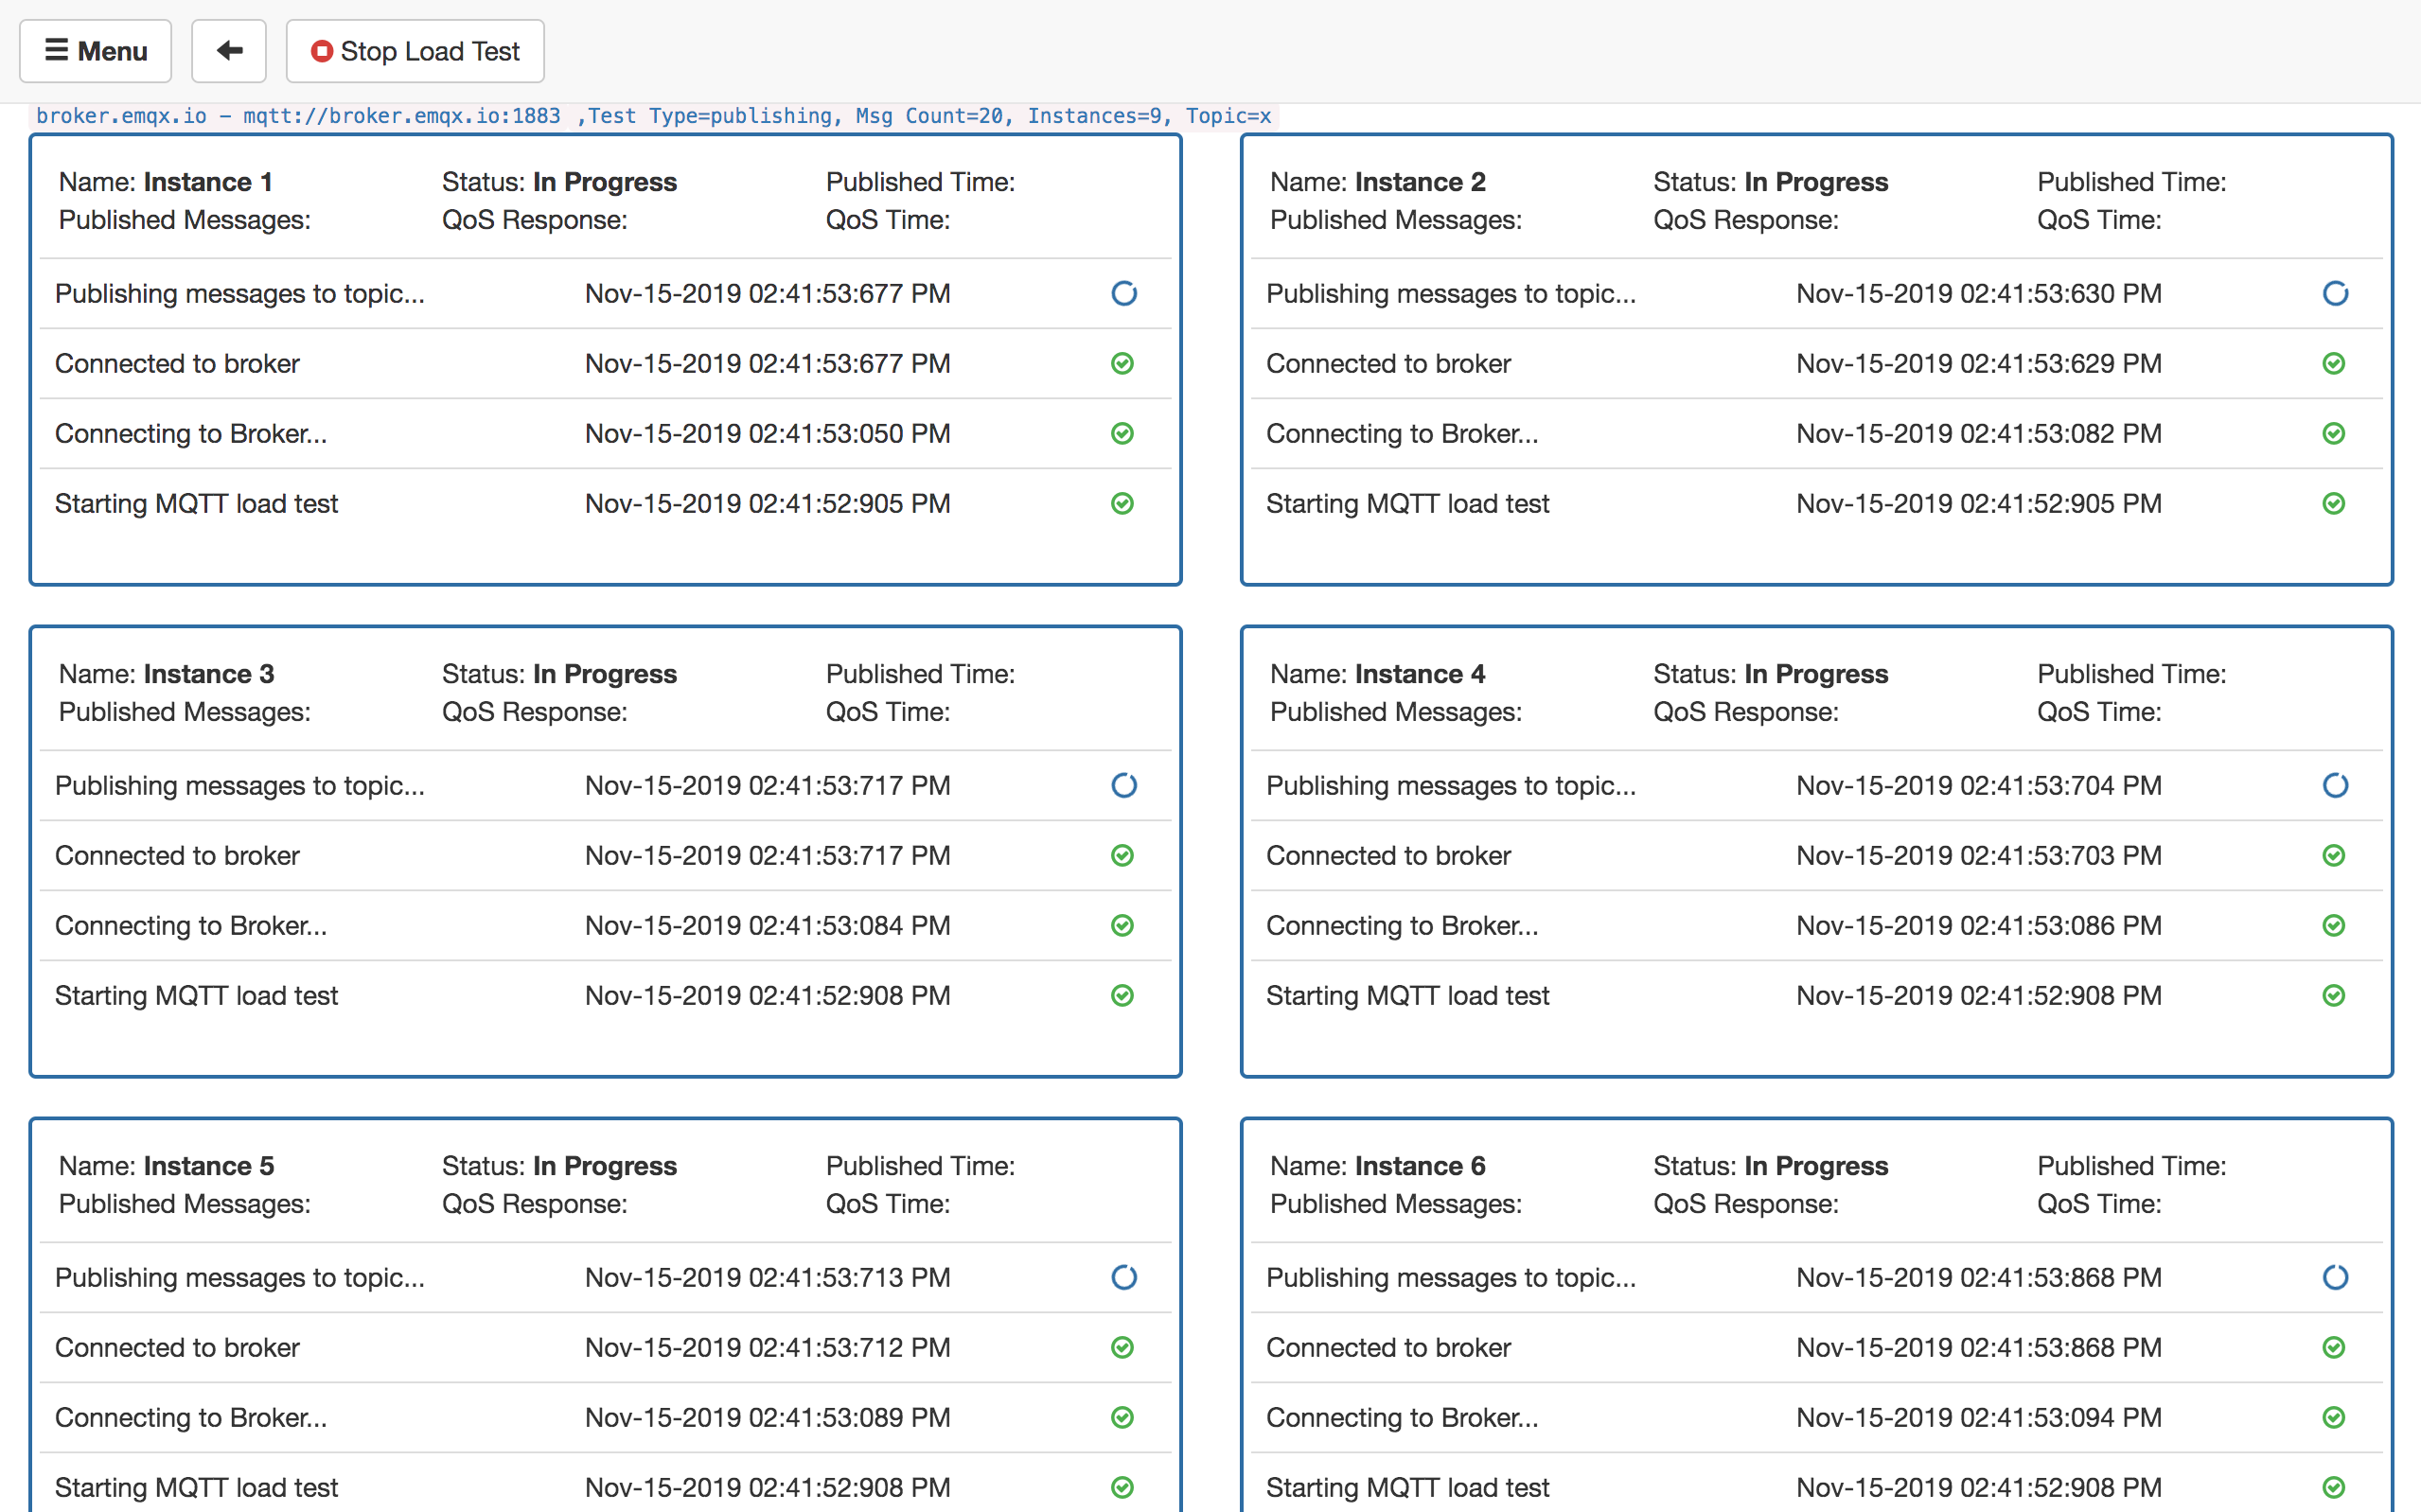 Menu Stop Load Test
broker.emqx.io – mqtt://broker.emqx.io:1883 ,Test Type=publishing, Msg Count=20, Instances=9, Topic=x
Name: Instance 1 Status: In Progress Published Time:
Published Messages: QoS Response: QoS Time:
Publishing messages to topic... Nov-15-2019 02:41:53:677 PM
Connected to broker Nov-15-2019 02:41:53:677 PM
Connecting to Broker... Nov-15-2019 02:41:53:050 PM
Starting MQTT load test Nov-15-2019 02:41:52:905 PM
Name: Instance 2 Status: In Progress Published Time:
Published Messages: QoS Response: QoS Time:
Publishing messages to topic... Nov-15-2019 02:41:53:630 PM
Connected to broker Nov-15-2019 02:41:53:629 PM
Connecting to Broker... Nov-15-2019 02:41:53:082 PM
Starting MQTT load test Nov-15-2019 02:41:52:905 PM
Name: Instance 3 Status: In Progress Published Time:
Published Messages: QoS Response: QoS Time:
Publishing messages to topic... Nov-15-2019 02:41:53:717 PM
Connected to broker Nov-15-2019 02:41:53:717 PM
Connecting to Broker... Nov-15-2019 02:41:53:084 PM
Starting MQTT load test Nov-15-2019 02:41:52:908 PM
Name: Instance 4 Status: In Progress Published Time:
Published Messages: QoS Response: QoS Time:
Publishing messages to topic... Nov-15-2019 02:41:53:704 PM
Connected to broker Nov-15-2019 02:41:53:703 PM
Connecting to Broker... Nov-15-2019 02:41:53:086 PM
Starting MQTT load test Nov-15-2019 02:41:52:908 PM
Name: Instance 5 Status: In Progress Published Time:
Published Messages: QoS Response: QoS Time:
Publishing messages to topic... Nov-15-2019 02:41:53:713 PM
Connected to broker Nov-15-2019 02:41:53:712 PM
Connecting to Broker... Nov-15-2019 02:41:53:089 PM
Starting MQTT load test Nov-15-2019 02:41:52:908 PM
Name: Instance 6 Status: In Progress Published Time:
Published Messages: QoS Response: QoS Time:
Publishing messages to topic... Nov-15-2019 02:41:53:868 PM
Connected to broker Nov-15-2019 02:41:53:868 PM
Connecting to Broker... Nov-15-2019 02:41:53:094 PM
Starting MQTT load test Nov-15-2019 02:41:52:908 PM